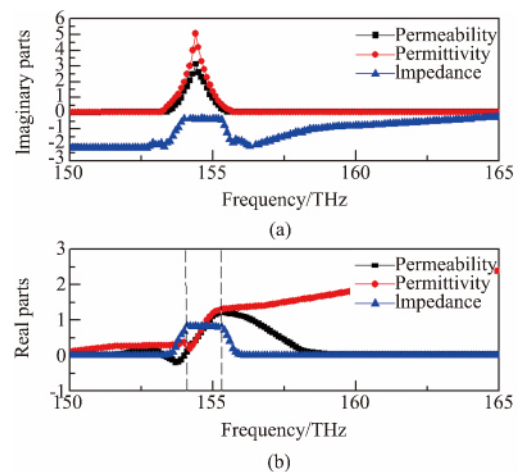 Imaginary parts
5
4
3
2
1
0
-1
-2
-3
Permeability
Permittivity
Impedance
150 155 160 165
Frequency/THz
(a)
Real parts
3
2
1
0
-1
Permeability
Permittivity
Impedance
150 155 160 165
Frequency/THz
(b)